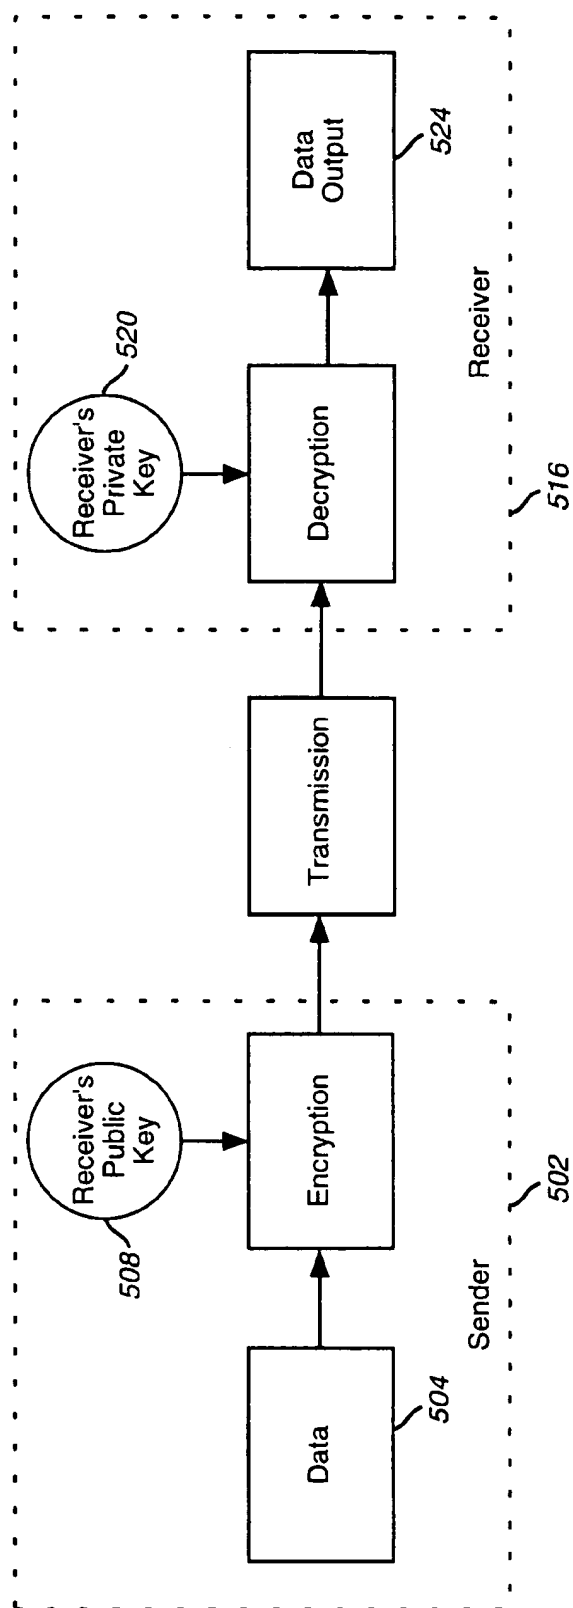 Receiver's
Public
Key
508
Data
504
Encryption
Sender
502
Transmission
Receiver's
Private
Key
520
Decryption
Data
Output
524
Receiver
516